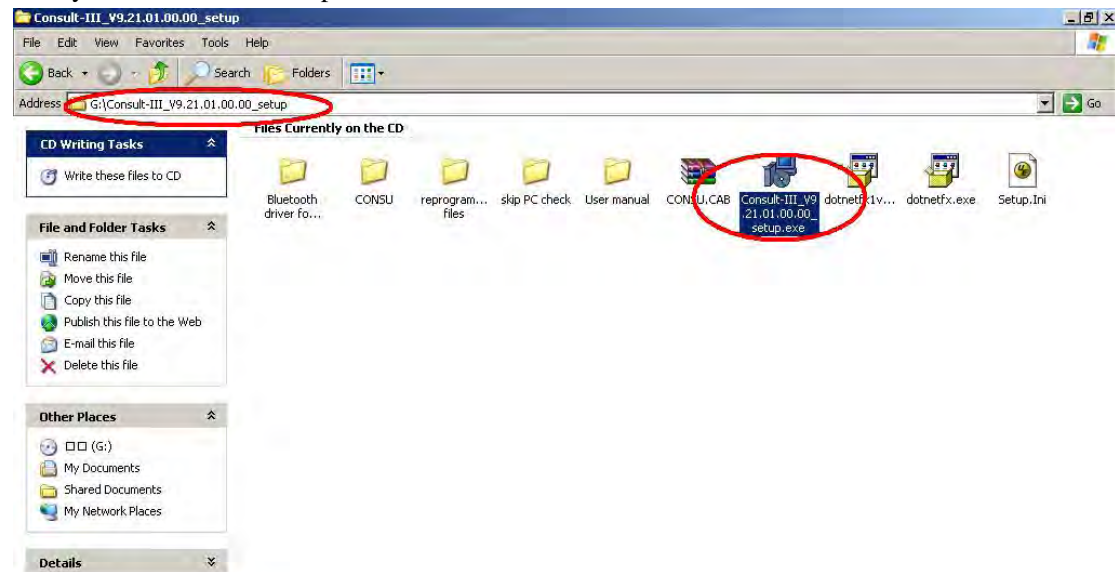 Consult-III_V9.21.01.00.00_setup
File Edit View Favorites Tools Help
Back Search Folders
Address G:\Consult-III_V9.21.01.00.00_setup Go
Files Currently on the CD
CD Writing Tasks
Write these files to CD
Bluetooth driver fo...
CONSU
reprogram... files
skip PC check
User manual
CONSU.CAB
Consult-III_V9
.21.01.00.00_
setup.exe
dotnetfx1v...
dotnetfx.exe
Setup.Ini
File and Folder Tasks
Rename this file
Move this file
Copy this file
Publish this file to the Web
E-mail this file
Delete this file
Other Places
(G:)
My Documents
Shared Documents
My Network Places
Details